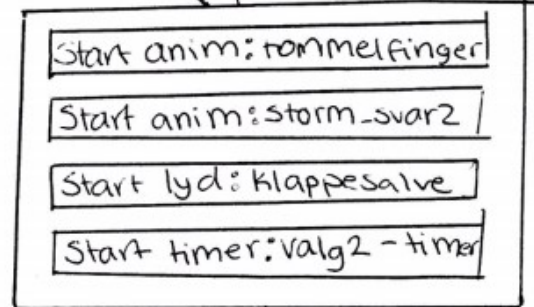 Start anim: tommelfinger
Start anim: storm_svar2
Start lyd: Klappesalve
Start timer: valg2-timer